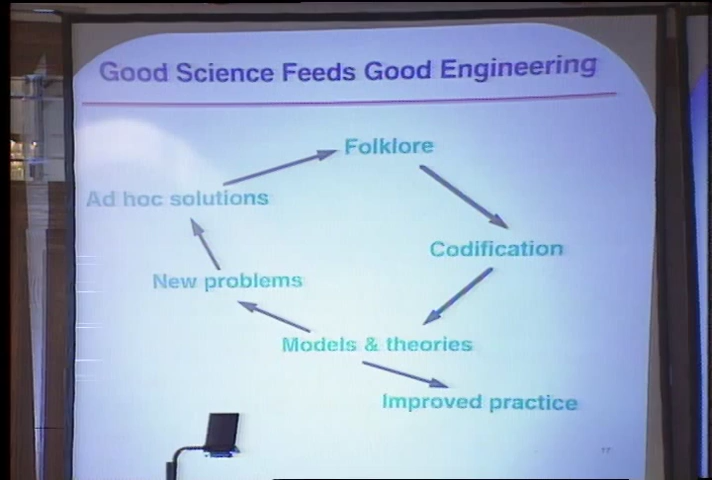 Good Science Feeds Good Engineering
Folklore
Ad hoc solutions
Codification
New problems
Models & theories
Improved practice